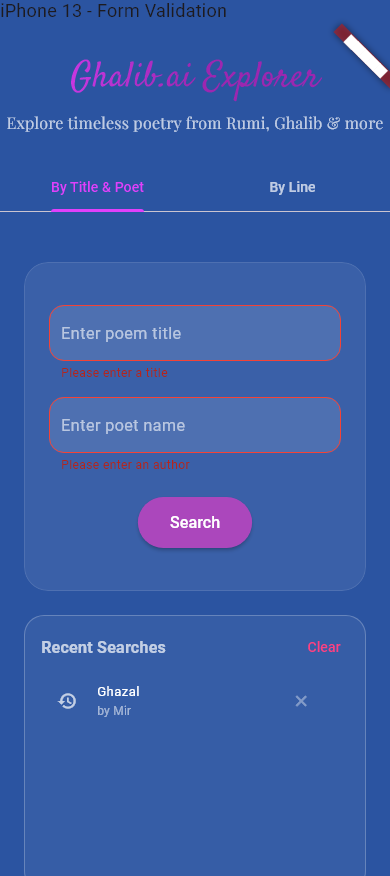 iPhone 13 - Form Validation
Ghalib.ai Explorer
Explore timeless poetry from Rumi, Ghalib & more
By Title & Poet
By Line
Enter poem title
Please enter a title
Enter poet name
Please enter an author
Search
Recent Searches
Clear
Ghazal
by Mir